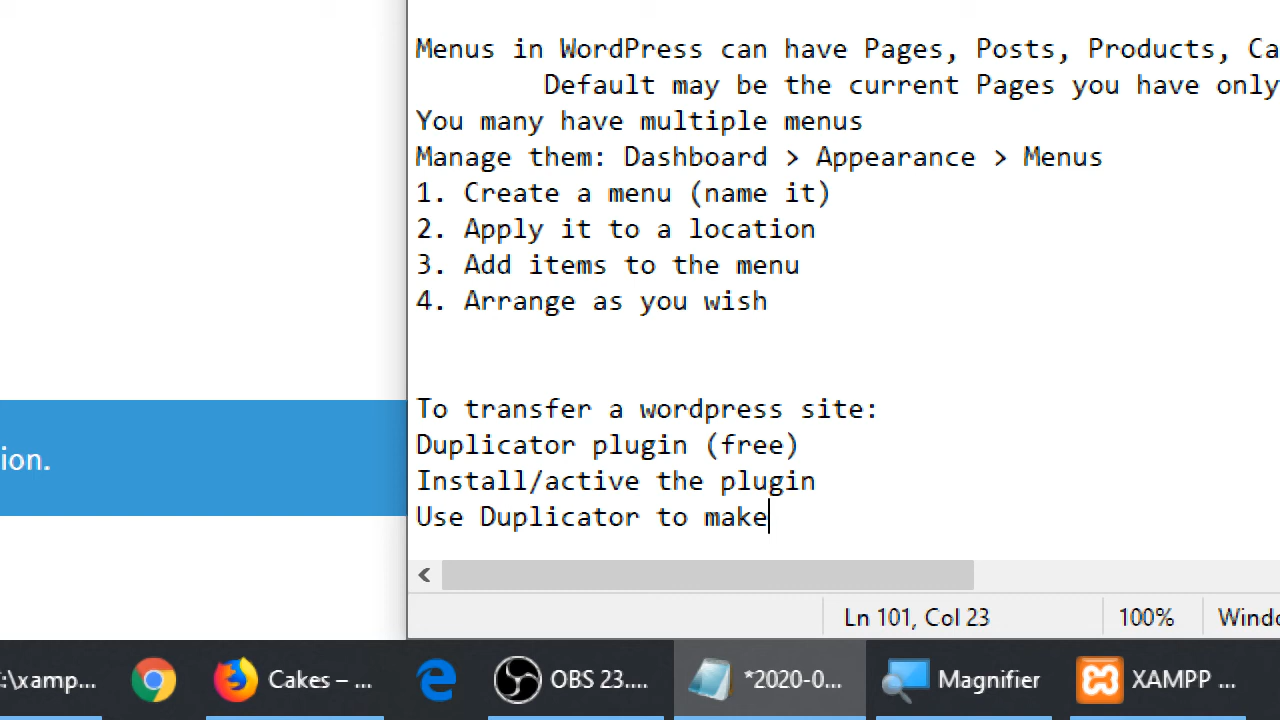 Menus in WordPress can have Pages, Posts, Products, Ca
Default may be the current Pages you have only
You many have multiple menus
Manage them: Dashboard > Appearance > Menus
1. Create a menu (name it)
2. Apply it to a location
3. Add items to the menu
4. Arrange as you wish
ion.
To transfer a wordpress site:
Duplicator plugin (free)
Install/active the plugin
Use Duplicator to make
Ln 101, Col 23
100%
Windo
:\xamp...
Cakes – ...
OBS 23....
*2020-0...
Magnifier
XAMPP ...